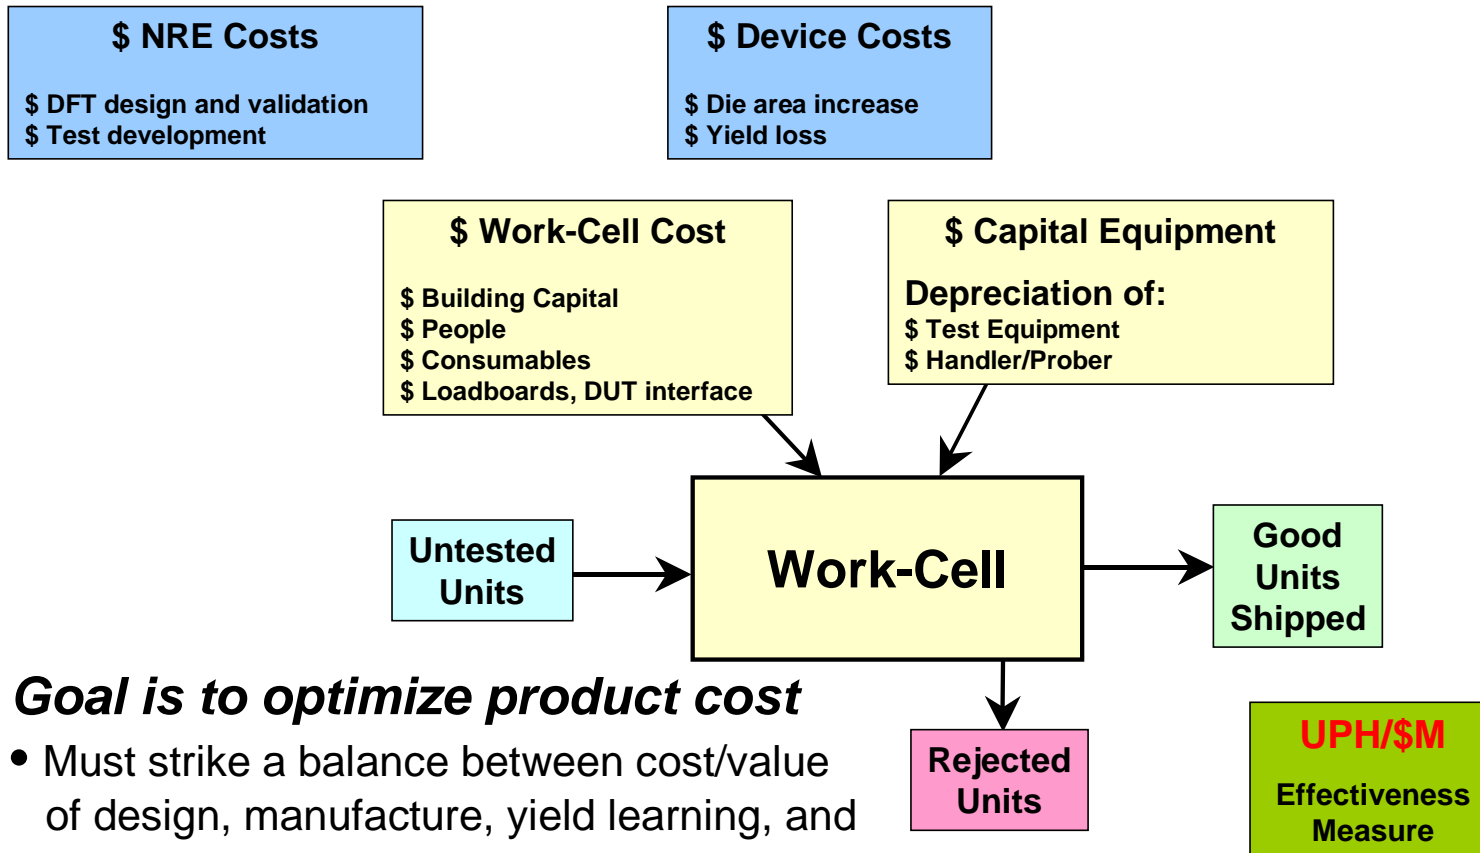 $ NRE Costs
$ DFT design and validation
$ Test development
$ Device Costs
$ Die area increase
$ Yield loss
$ Work-Cell Cost
$ Building Capital
$ People
$ Consumables
$ Loadboards, DUT interface
$ Capital Equipment
Depreciation of:
$ Test Equipment
$ Handler/Prober
Untested
Units
Work-Cell
Good
Units
Shipped
Goal is to optimize product cost
• Must strike a balance between cost/value
of design, manufacture, yield learning, and
Rejected
Units
UPH/$M
Effectiveness
Measure